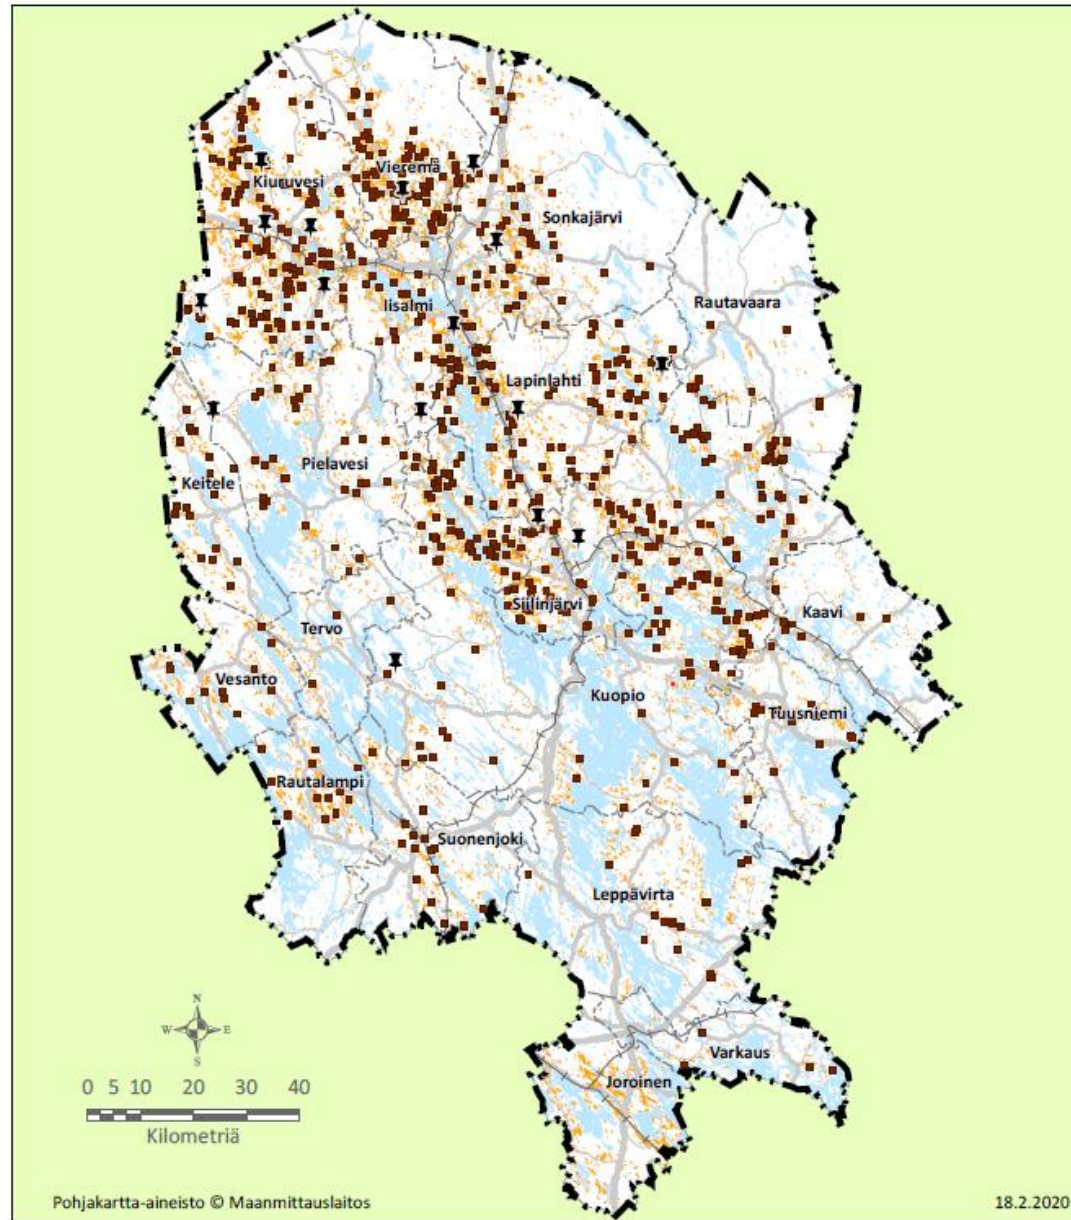 Vieremä
Kiuruvesi
Sonkajärvi
Rautavaara
Iisalmi
Lapinlahti
Pielavesi
Keitele
Siilinjärvi
Kaavi
Tervo
Vesanto
Kuopio
Tuusniemi
Rautalampi
Suonenjoki
Leppävirta
N
W E
S
Varkaus
Joroinen
0 5 10 20 30 40
Kilometriä
Pohjakartta-aineisto © Maanmittauslaitos
18.2.2020